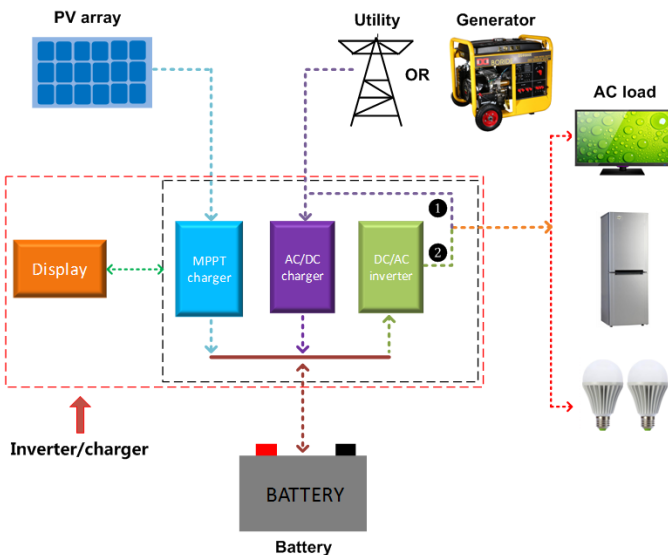 PV array
Utility
OR
Generator
AC load
1
2
Display
MPPT
charger
AC/DC
charger
DC/AC
inverter
Inverter/charger
BATTERY
Battery